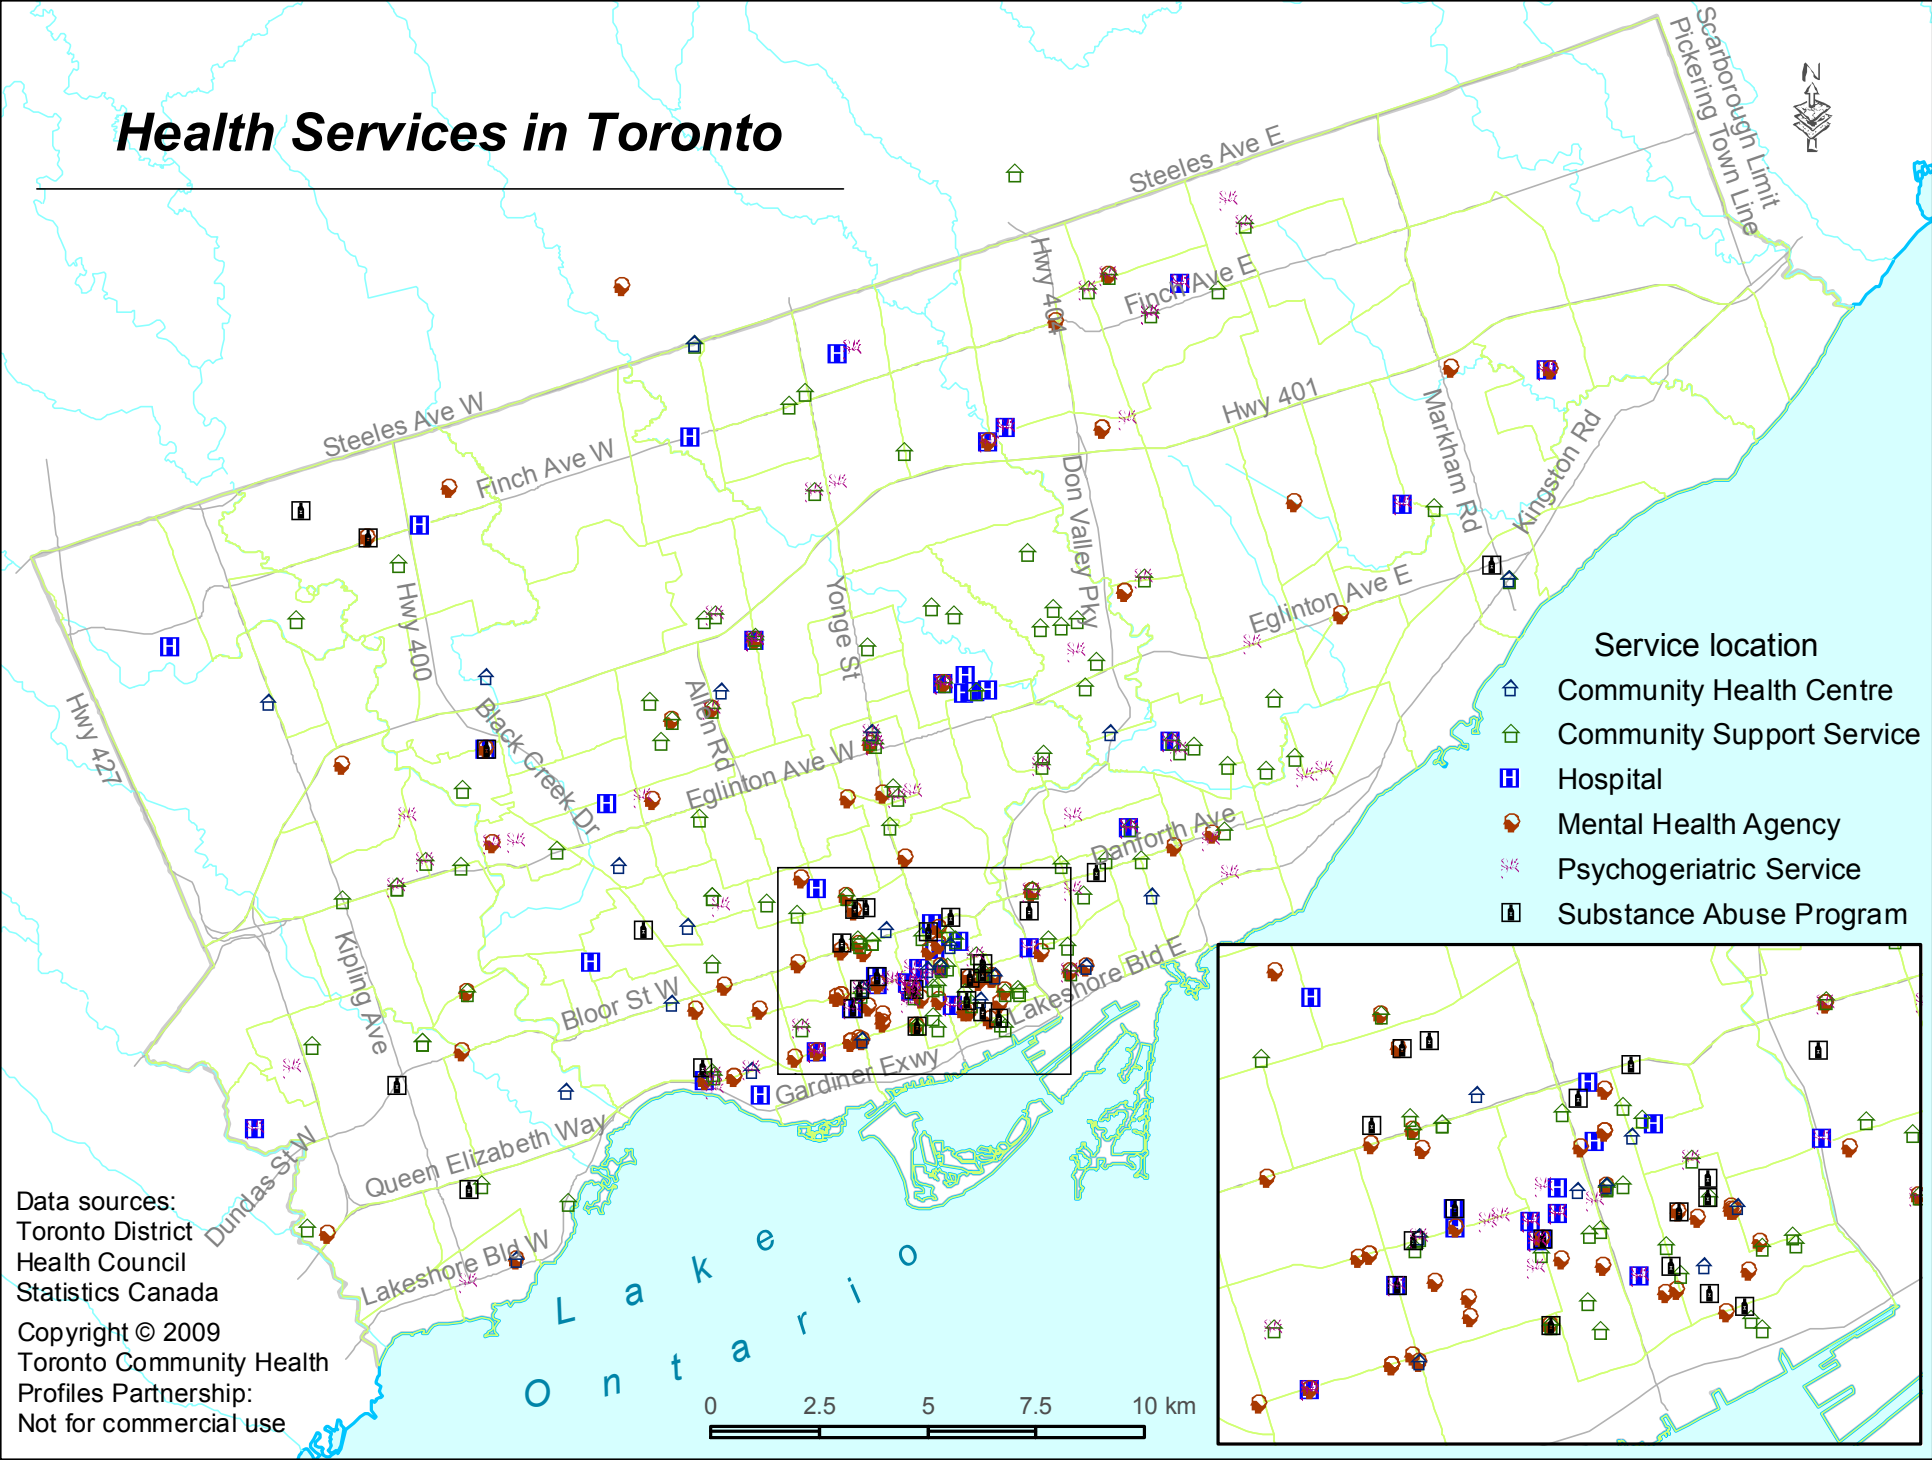 Health Services in Toronto
Scarborough Limit
Pickering Town Line
N
Steeles Ave E
Hwy 404
Finch Ave E
Steeles Ave W
Finch Ave W
Hwy 401
Markham Rd
Kingston Rd
Don Valley Pky
Hwy 400
Yonge St
Eglinton Ave E
Hwy 427
Black Creek Dr
Allen Rd
Eglinton Ave W
Danforth Ave
Kipling Ave
Bloor St W
Lakeshore Bld E
Gardiner Exwy
Dundas St W
Queen Elizabeth Way
Lakeshore Bld W
Lake
Ontario
Service location
Community Health Centre
Community Support Service
H Hospital
Mental Health Agency
Psychogeriatric Service
Substance Abuse Program
Data sources:
Toronto District
Health Council
Statistics Canada
Copyright © 2009
Toronto Community Health
Profiles Partnership:
Not for commercial use
0 2.5 5 7.5 10 km